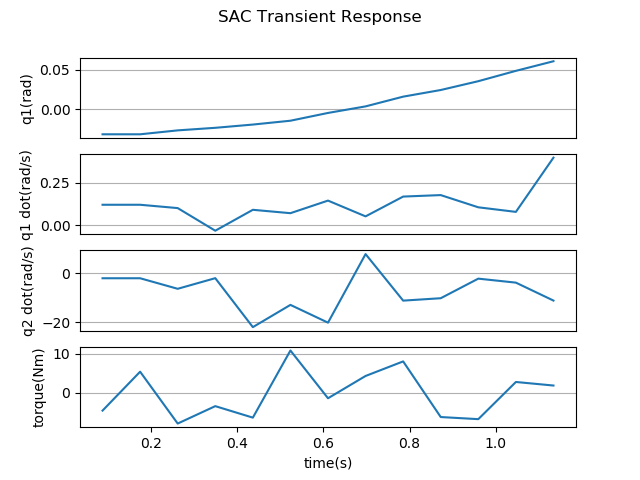 SAC Transient Response
0.05
0.00
q1(rad)
0.25
0.00
q1 dot(rad/s)
0
−20
q2 dot(rad/s)
10
0
torque(Nm)
0.2 0.4 0.6 0.8 1.0
time(s)